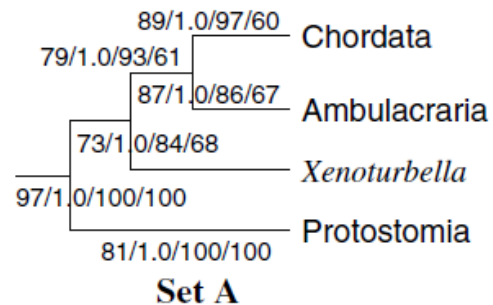 89/1.0/97/60
Chordata
79/1.0/93/61
87/1.0/86/67
Ambulacraria
73/1.0/84/68
Xenoturbella
97/1.0/100/100
Protostomia
81/1.0/100/100
Set A